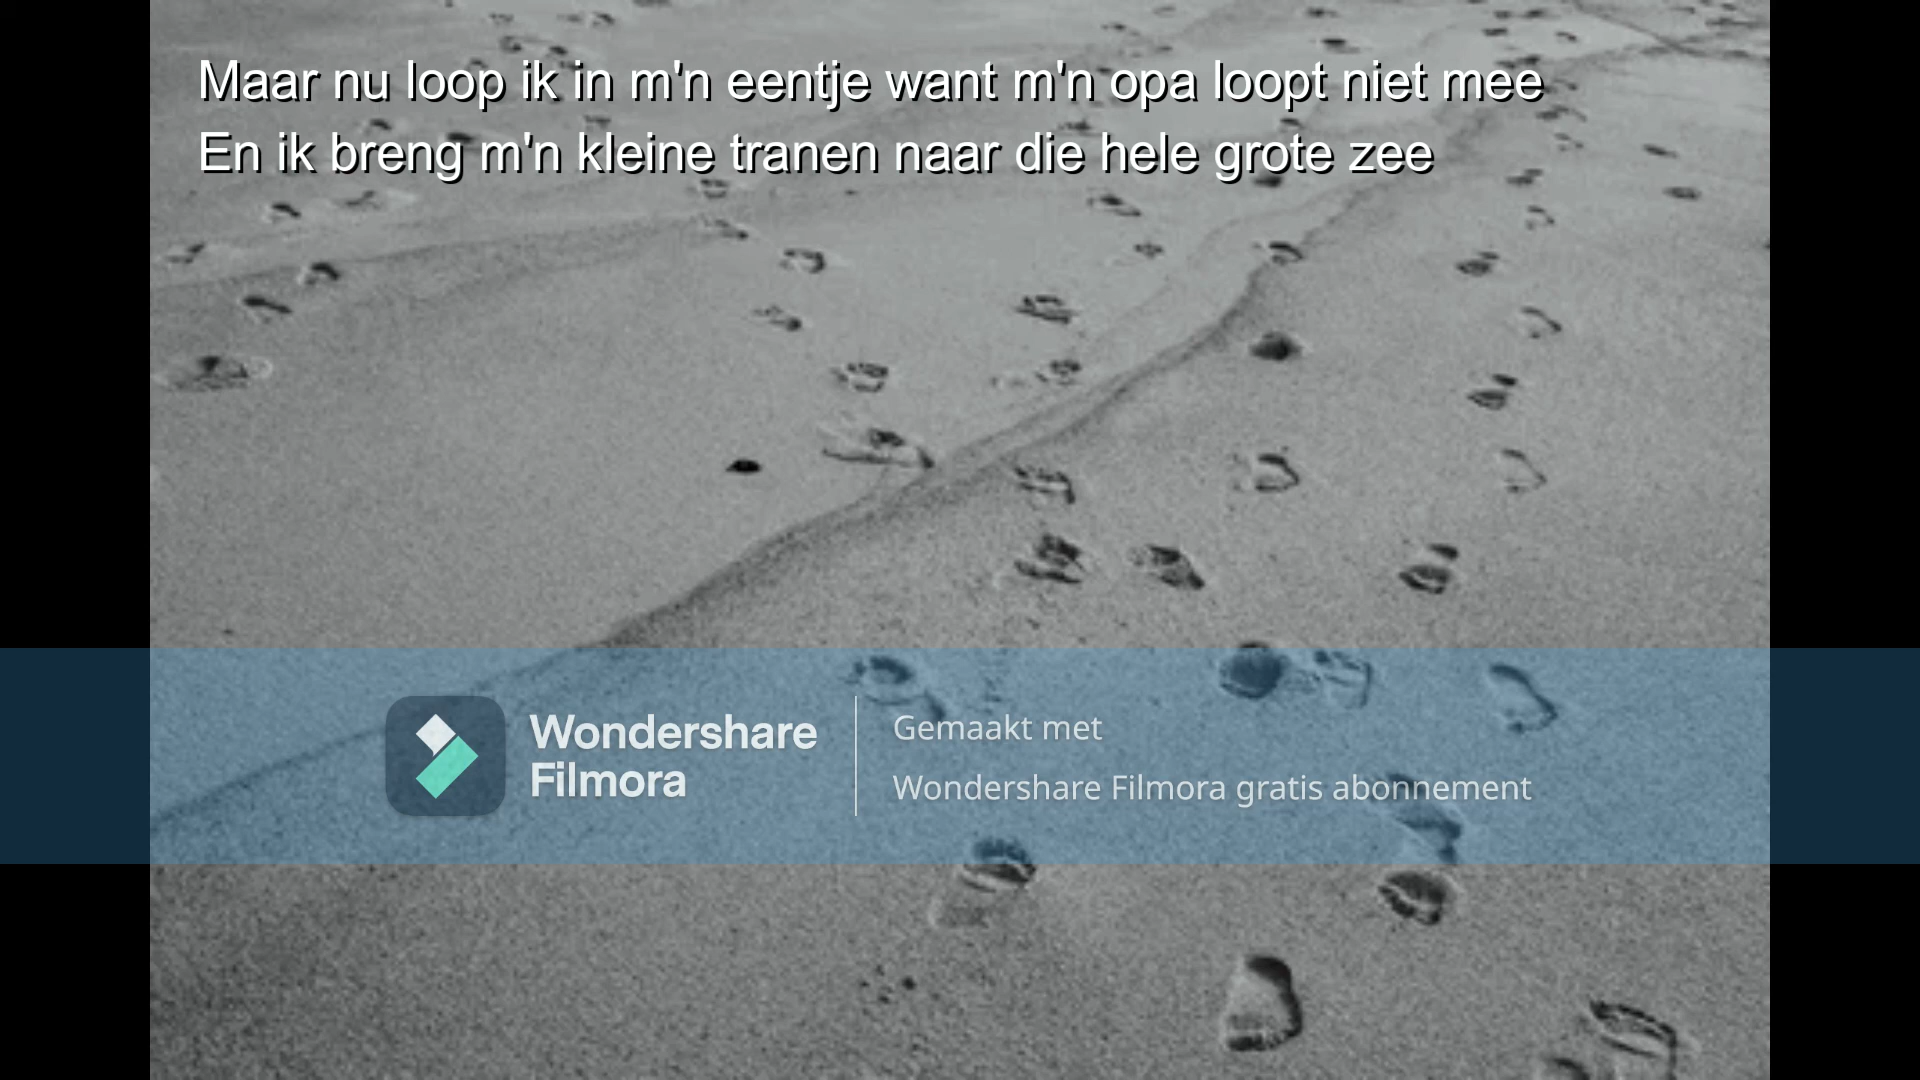 Maar nu loop ik in m'n eentje want m'n opa loopt niet mee
En ik breng m'n kleine tranen naar die hele grote zee
Wondershare
Filmora
Gemaakt met
Wondershare Filmora gratis abonnement